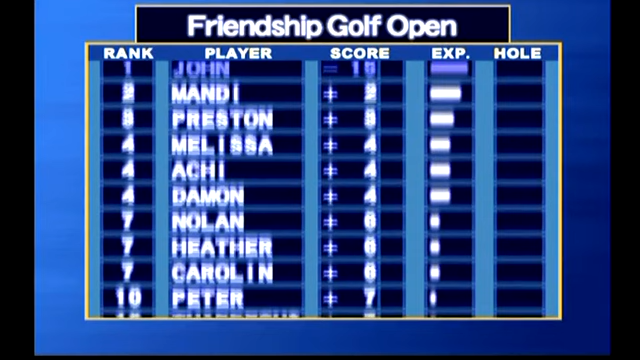 Friendship Golf Open
RANK PLAYER SCORE EXP. HOLE
1 JOHN
2 MANDI + 2
PRESTON +
4 MELISSA + 4
4 ACHI + 4
4 DAMON + 4
7 NOLAN + 6
7 HEATHER + 6
7 CAROLIN + 6
10 PETER + 7